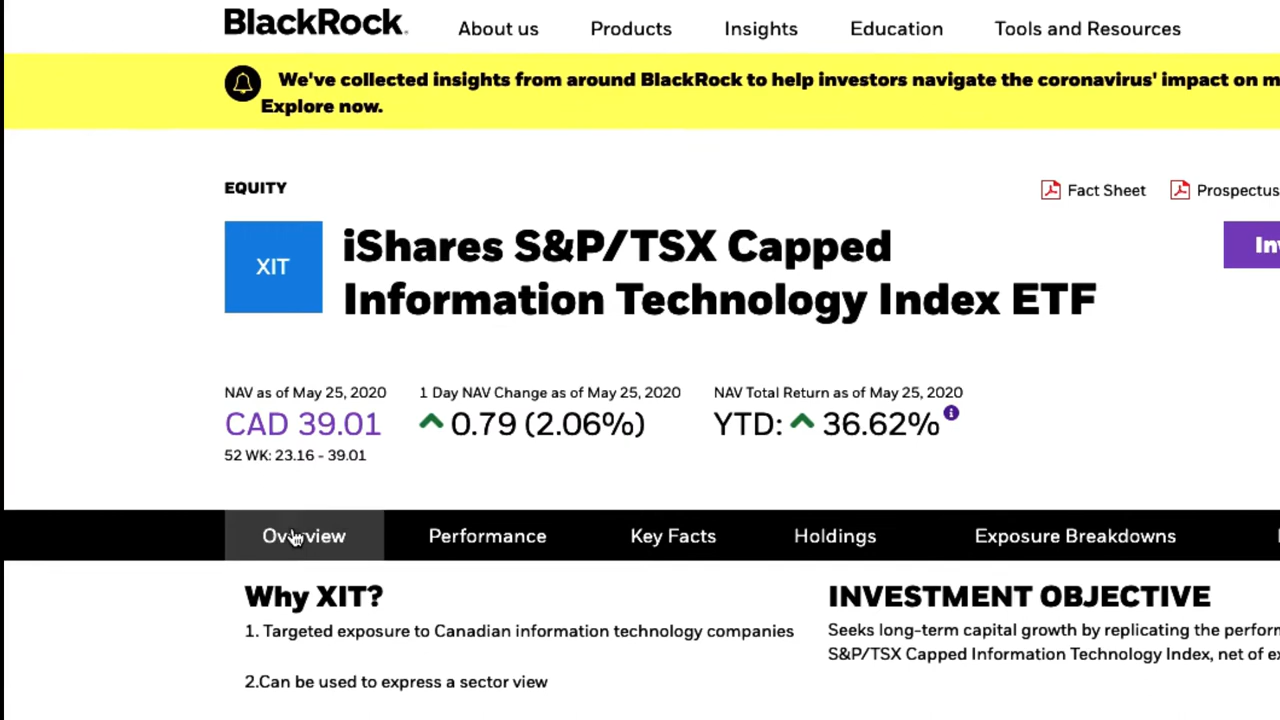 BlackRock.
About us
Products
Insights
Education
Tools and Resources
We've collected insights from around BlackRock to help investors navigate the coronavirus' impact on m
Explore now.
EQUITY
Fact Sheet
Prospectus
XIT
iShares S&P/TSX Capped
Information Technology Index ETF
NAV as of May 25, 2020
CAD 39.01
52 WK: 23.16 - 39.01
1 Day NAV Change as of May 25, 2020
0.79 (2.06%)
NAV Total Return as of May 25, 2020
YTD: 36.62%
Overview
Performance
Key Facts
Holdings
Exposure Breakdowns
Why XIT?
1. Targeted exposure to Canadian information technology companies
2.Can be used to express a sector view
INVESTMENT OBJECTIVE
Seeks long-term capital growth by replicating the perfor
S&P/TSX Capped Information Technology Index, net of